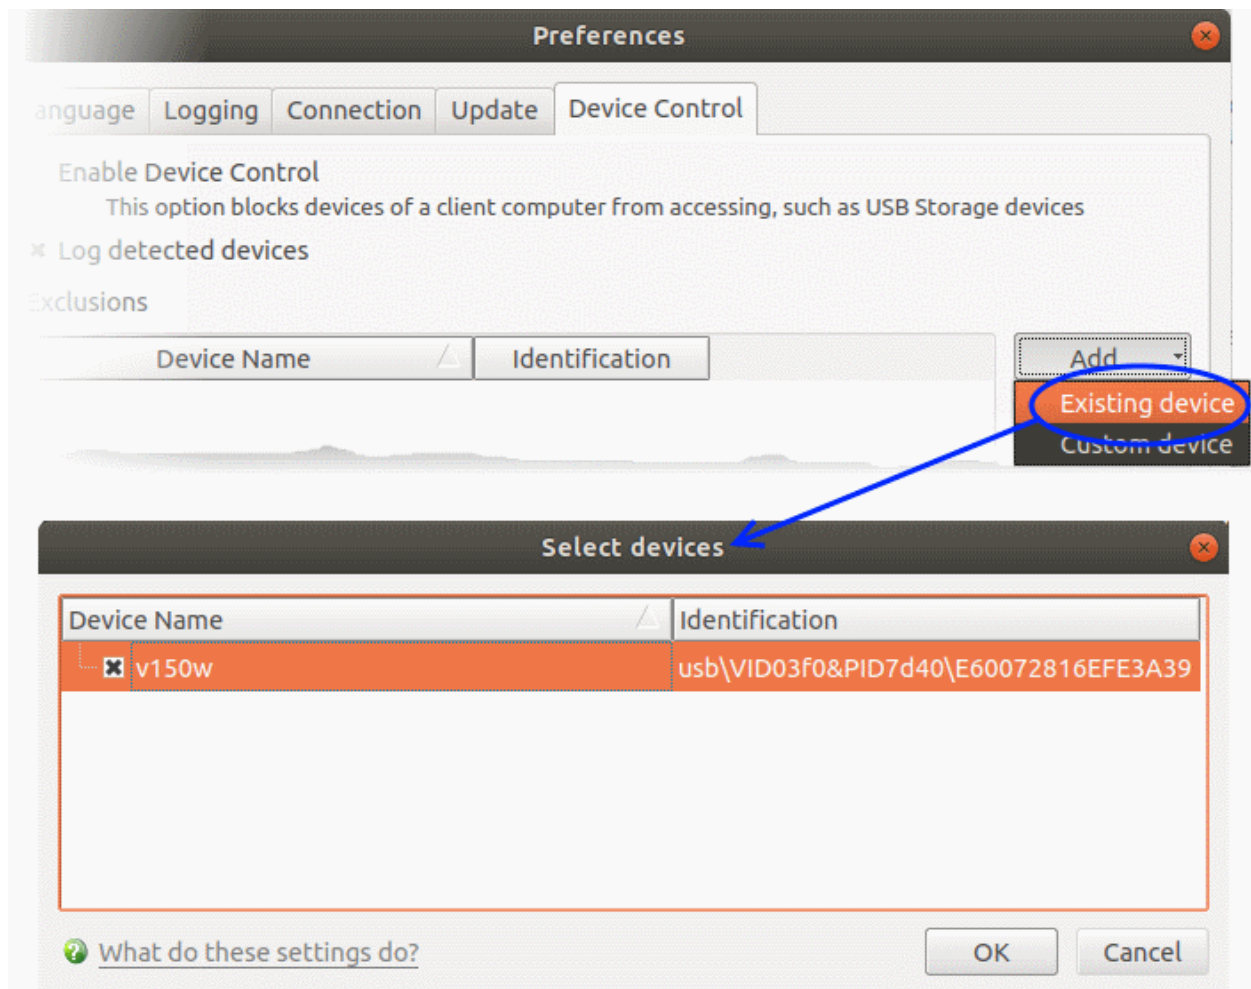 Preferences
anguage Logging Connection Update Device Control
Enable Device Control
This option blocks devices of a client computer from accessing, such as USB Storage devices
Log detected devices
Exclusions
Device Name Identification Add
Existing device
Custom device
Select devices
Device Name Identification
v150w usb\VID03f0&PID7d40\E60072816EFE3A39
What do these settings do? OK Cancel